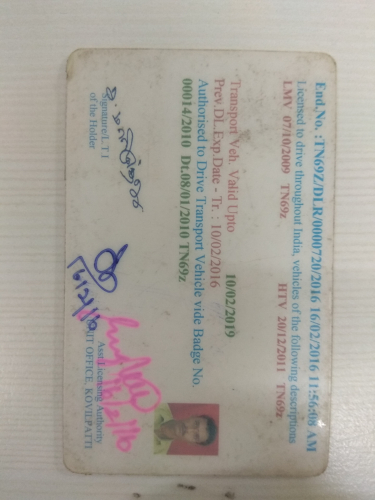 End.No. :TN69Z/DLR/0000720/2016 16/02/2016 11:56:08 AM
Licensed to drive throughout India, vehicles of the following descriptions
LMV 07/10/2009 TN69z
HTV 20/12/2011 TN69z
Transport Veh. Valid Upto 10/02/2019
Prev.DL.Exp.Date - Tr. : 10/02/2016
Authorised to Drive Transport Vehicle vide Badge No.
00014/2010 Dt.08/01/2010 TN69z
Signature/L.T.I
of the Holder
Asst.Licensing Authority
OFFICE, KOVILPATTI